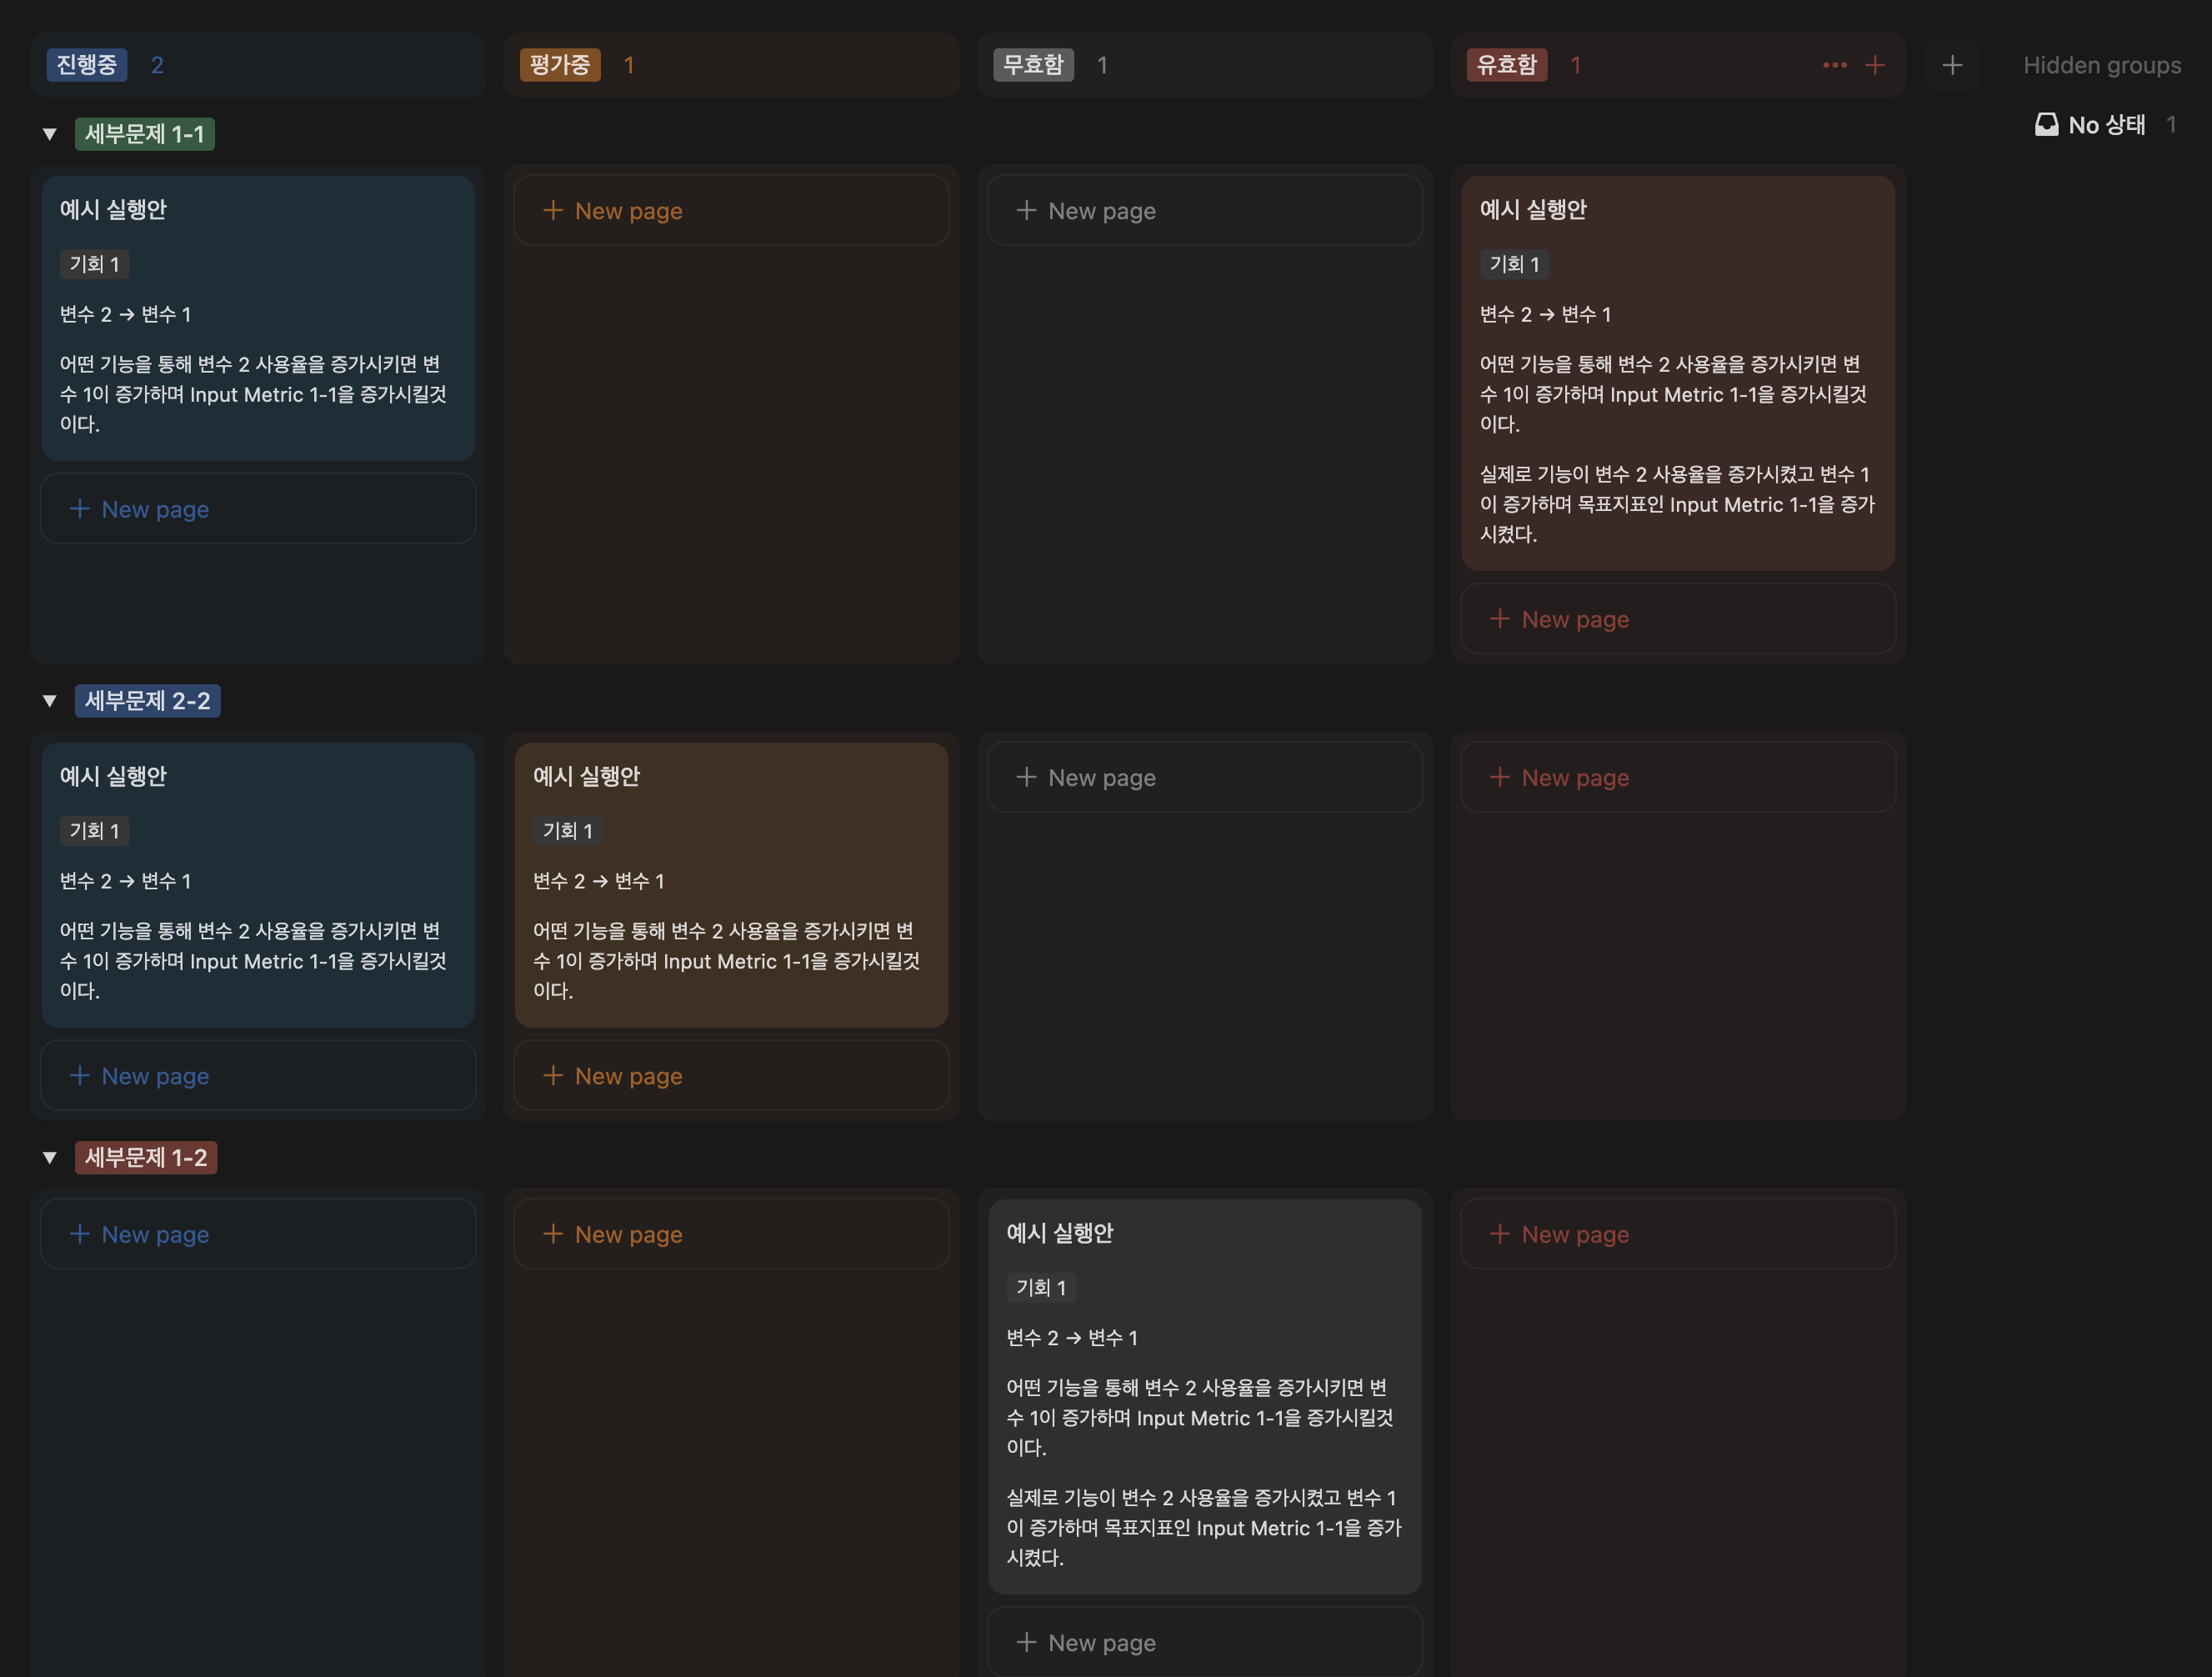 진행중 2
평가중 1
무효함 1
유효함 1
Hidden groups
No 상태 1
세부문제 1-1
예시 실행안
기회 1
변수 2 → 변수 1
어떤 기능을 통해 변수 2 사용율을 증가시키면 변
수 1이 증가하며 Input Metric 1-1을 증가시킬것
이다.
New page
New page
New page
예시 실행안
기회 1
변수 2 → 변수 1
어떤 기능을 통해 변수 2 사용율을 증가시키면 변
수 1이 증가하며 Input Metric 1-1을 증가시킬것
이다.
실제로 기능이 변수 2 사용율을 증가시켰고 변수 1
이 증가하며 목표지표인 Input Metric 1-1을 증가
시켰다.
New page
세부문제 2-2
예시 실행안
기회 1
변수 2 → 변수 1
어떤 기능을 통해 변수 2 사용율을 증가시키면 변
수 1이 증가하며 Input Metric 1-1을 증가시킬것
이다.
New page
예시 실행안
기회 1
변수 2 → 변수 1
어떤 기능을 통해 변수 2 사용율을 증가시키면 변
수 1이 증가하며 Input Metric 1-1을 증가시킬것
이다.
New page
New page
New page
세부문제 1-2
New page
New page
예시 실행안
기회 1
변수 2 → 변수 1
어떤 기능을 통해 변수 2 사용율을 증가시키면 변
수 1이 증가하며 Input Metric 1-1을 증가시킬것
이다.
실제로 기능이 변수 2 사용율을 증가시켰고 변수 1
이 증가하며 목표지표인 Input Metric 1-1을 증가
시켰다.
New page
New page